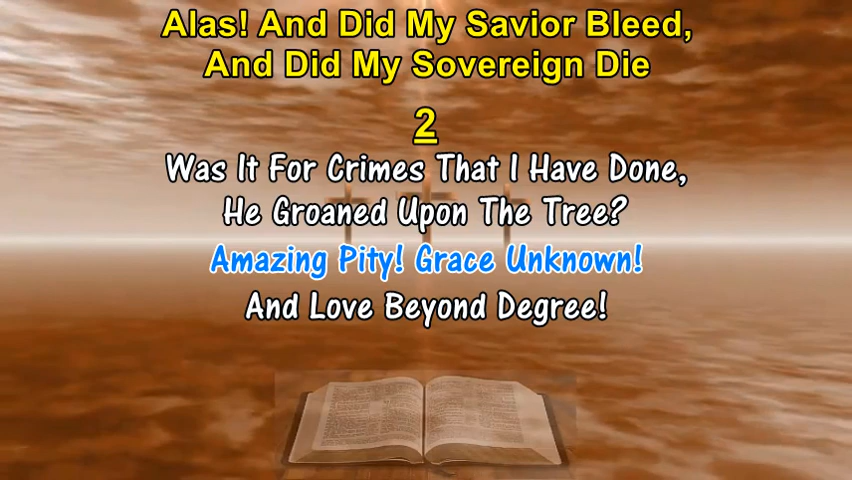 Alas! And Did My Savior Bleed,
And Did My Sovereign Die
2
Was It For Crimes That I Have Done,
He Groaned Upon The Tree?
Amazing Pity! Grace Unknown!
And Love Beyond Degree!